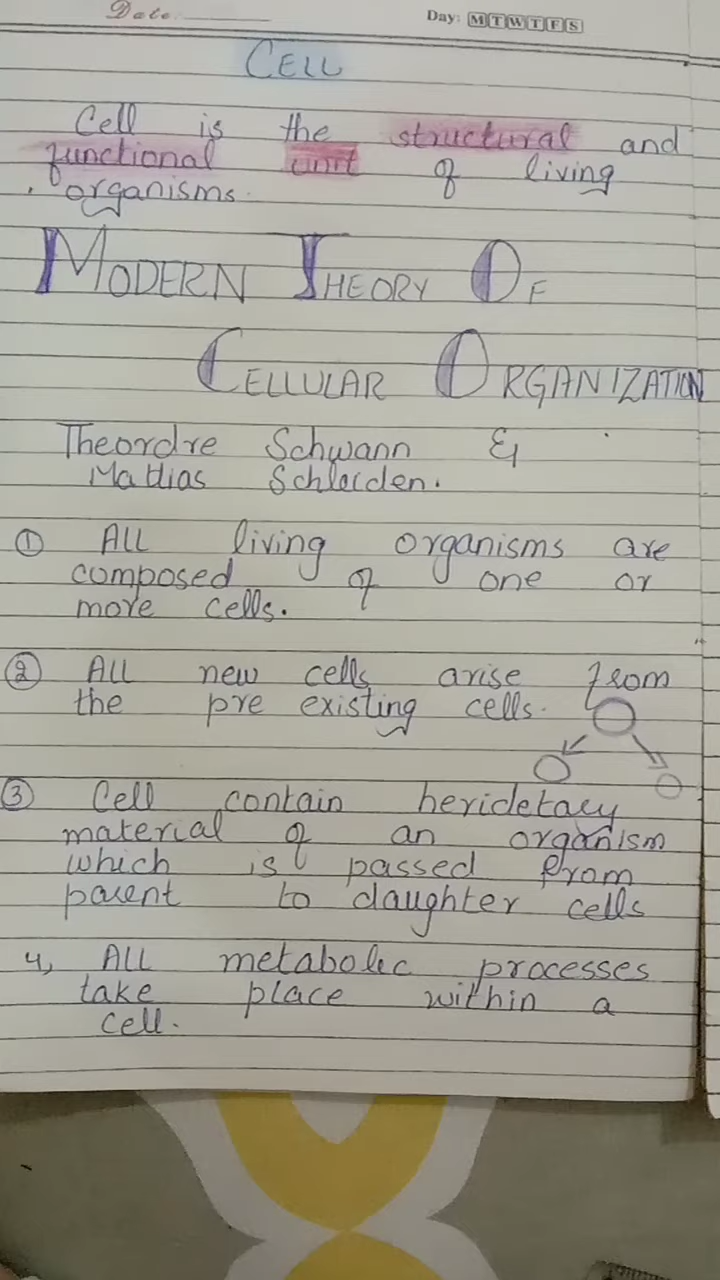 Date
Day: M T W T F S
CELL
Cell is the structural and
functional unit of living
organisms.
MODERN THEORY OF
CELLULAR ORGANIZATION
Theordre Schwann &
Mattias Schleiden.
① All living organisms are
composed of one or
more cells.
② All new cells arise from
the pre existing cells.
③ Cell contain heridetacy
material of an organism
which is passed from
parent to daughter cells
4, All metabolic processes
take place within a
cell.